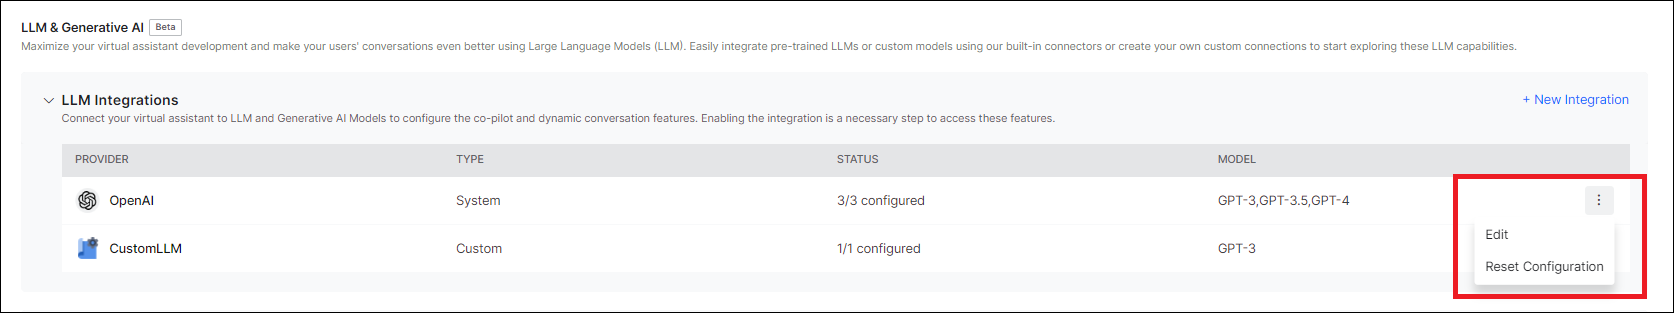 LLM & Generative AI Beta
Maximize your virtual assistant development and make your users' conversations even better using Large Language Models (LLM). Easily integrate pre-trained LLMs or custom models using our built-in connectors or create your own custom connections to start exploring these LLM capabilities.
LLM Integrations + New Integration
Connect your virtual assistant to LLM and Generative AI Models to configure the co-pilot and dynamic conversation features. Enabling the integration is a necessary step to access these features.
PROVIDER TYPE STATUS MODEL
OpenAI System 3/3 configured GPT-3,GPT-3.5,GPT-4
CustomLLM Custom 1/1 configured GPT-3
Edit
Reset Configuration